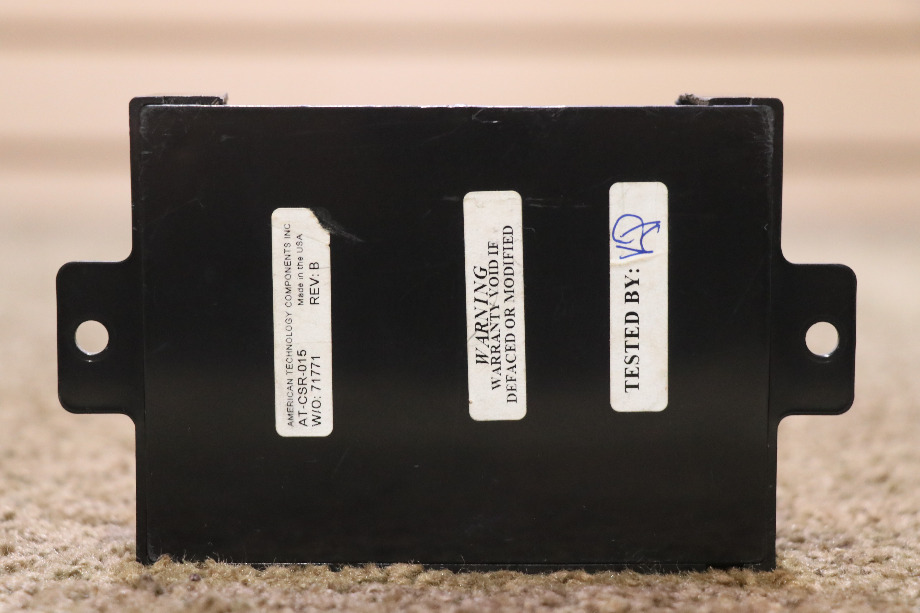 AMERICAN TECHNOLOGY COMPONENTS INC
Made in the USA
AT-CSR-015
REV: B
W/O: 71771
WARNING
WARRANTY VOID IF
DEFACED OR MODIFIED
TESTED BY: